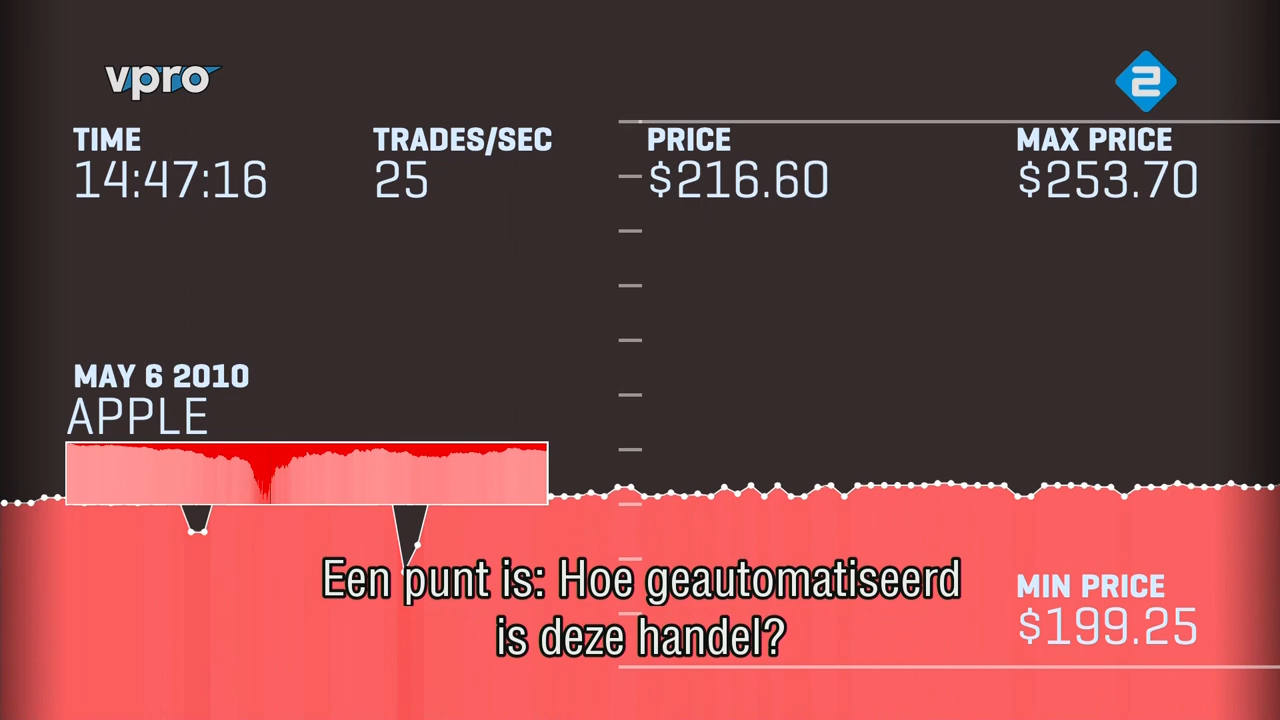 vpro
2
TIME
14:47:16
TRADES/SEC
25
PRICE
$216.60
MAX PRICE
$253.70
MAY 6 2010
APPLE
Een punt is: Hoe geautomatiseerd
is deze handel?
MIN PRICE
$199.25